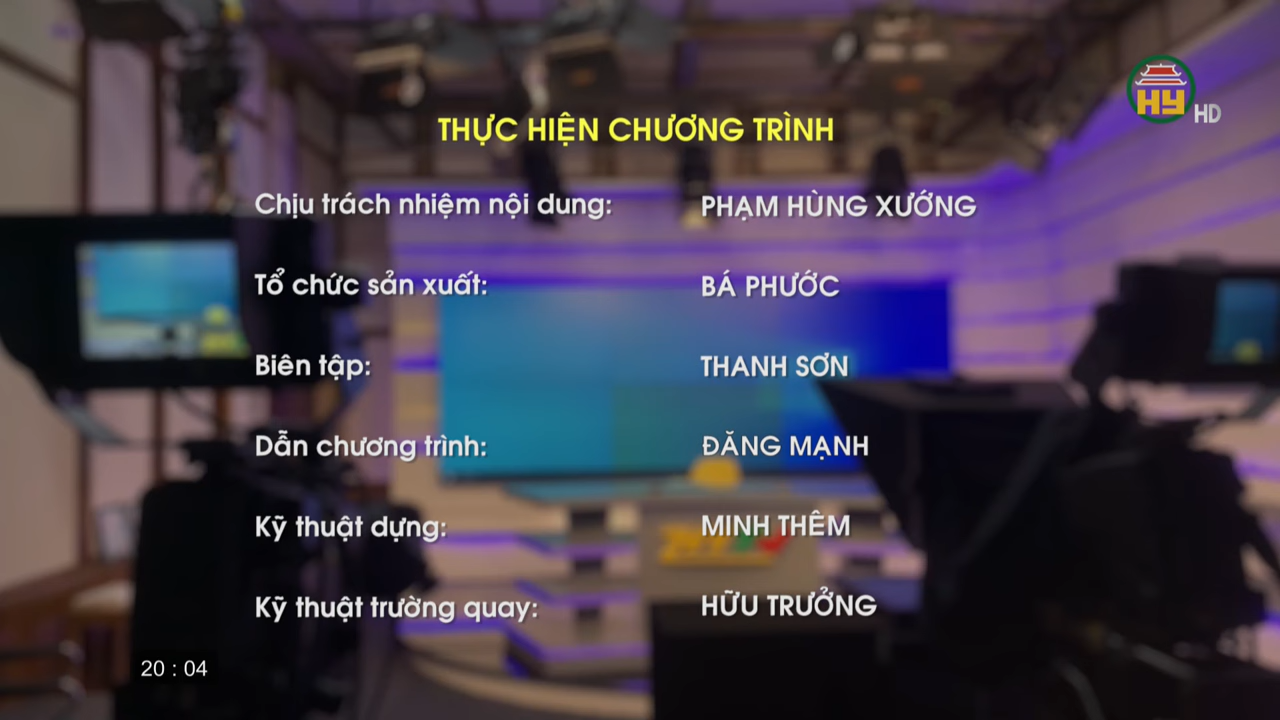 HY HD
THỰC HIỆN CHƯƠNG TRÌNH
Chịu trách nhiệm nội dung: PHẠM HÙNG XƯỚNG
Tổ chức sản xuất: BÁ PHƯỚC
Biên tập: THANH SƠN
Dẫn chương trình: ĐĂNG MẠNH
Kỹ thuật dựng: MINH THÊM
Kỹ thuật trường quay: HỮU TRƯỞNG
20 : 04